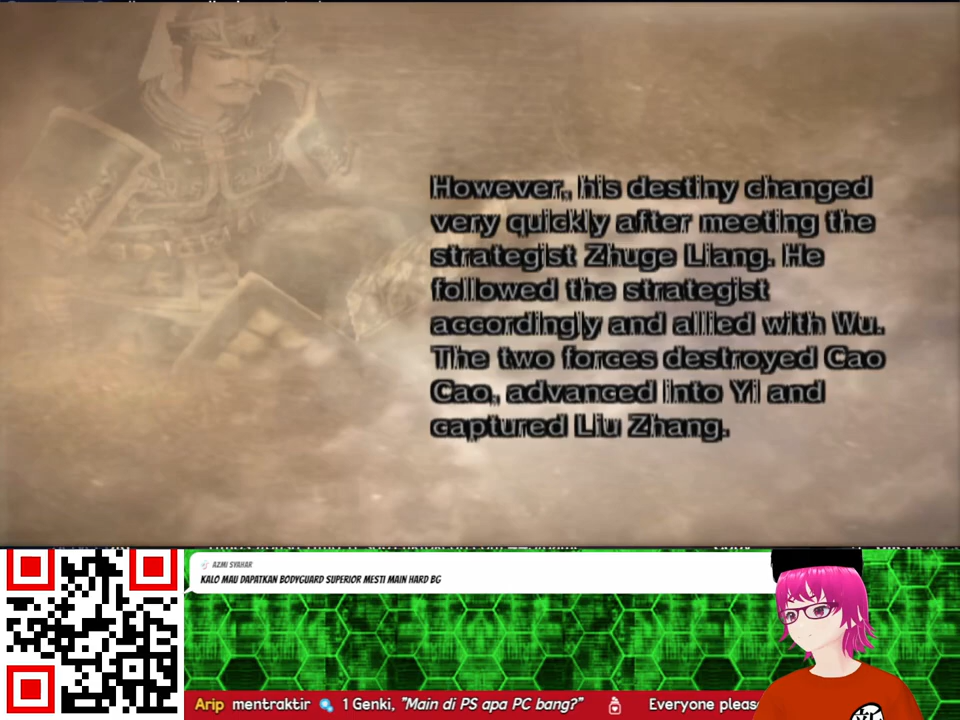 However, his destiny changed
very quickly after meeting the
strategist Zhuge Liang. He
followed the strategist
accordingly and allied with Wu.
The two forces destroyed Cao
Cao, advanced into Yi and
captured Liu Zhang.
AZMI SYAHAR
KALO MAU DAPATKAN BODYGUARD SUPERIOR MESTI MAIN HARD BG
Arip mentraktir 1 Genki, "Main di PS apa PC bang?" Everyone pleas